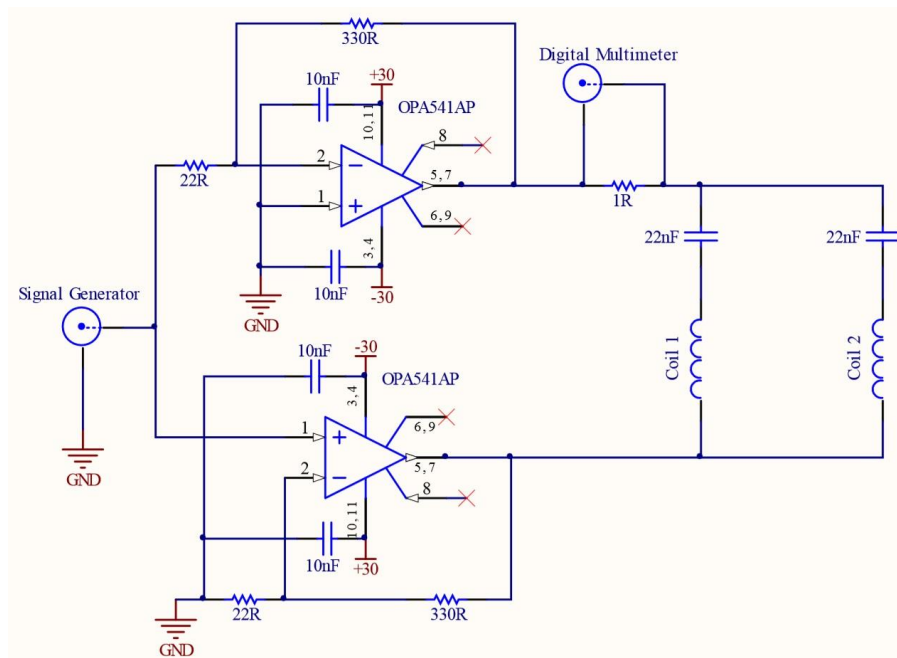 330R
Digital Multimeter
10nF
+30
OPA541AP
10,11
8
2
22R
5,7
1
1R
6,9
3,4
22nF
22nF
10nF
-30
GND
Signal Generator
10nF
-30
OPA541AP
3,4
Coil 1
Coil 2
6,9
1
5,7
2
8
GND
10,11
10nF
+30
22R
330R
GND